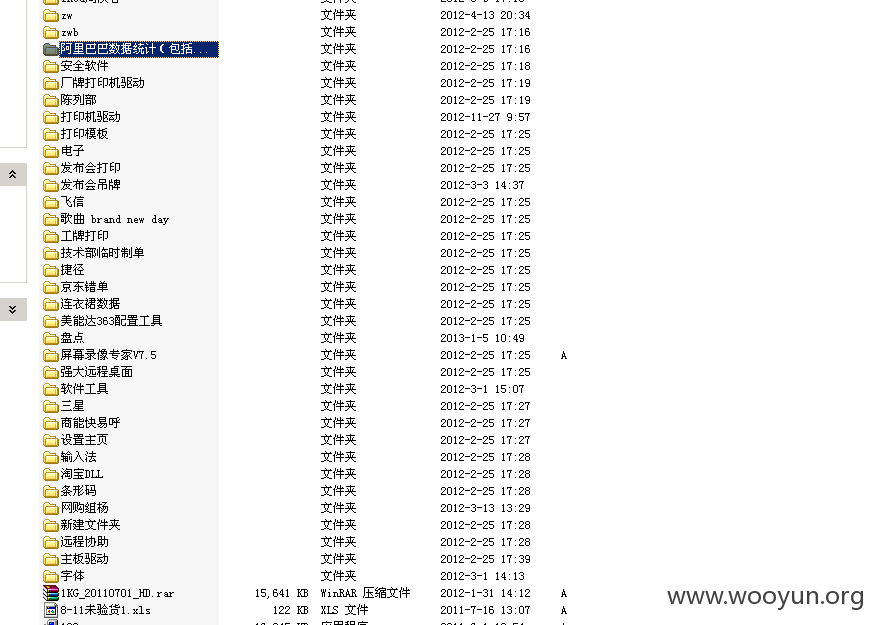 zw 文件夹 2012-4-13 20:34
zwb 文件夹 2012-2-25 17:16
阿里巴巴数据统计(包括... 文件夹 2012-2-25 17:16
安全软件 文件夹 2012-2-25 17:18
厂牌打印机驱动 文件夹 2012-2-25 17:19
陈列部 文件夹 2012-2-25 17:19
打印机驱动 文件夹 2012-11-27 9:57
打印模板 文件夹 2012-2-25 17:25
电子 文件夹 2012-2-25 17:25
发布会打印 文件夹 2012-2-25 17:25
发布会吊牌 文件夹 2012-3-3 14:37
飞信 文件夹 2012-2-25 17:25
歌曲 brand new day 文件夹 2012-2-25 17:25
工牌打印 文件夹 2012-2-25 17:25
技术部临时制单 文件夹 2012-2-25 17:25
捷径 文件夹 2012-2-25 17:25
京东错单 文件夹 2012-2-25 17:25
连衣裙数据 文件夹 2012-2-25 17:25
美能达363配置工具 文件夹 2012-2-25 17:25
盘点 文件夹 2013-1-5 10:49
屏幕录像专家V7.5 文件夹 2012-2-25 17:25 A
强大远程桌面 文件夹 2012-2-25 17:25
软件工具 文件夹 2012-3-1 15:07
三星 文件夹 2012-2-25 17:27
商能快易呼 文件夹 2012-2-25 17:27
设置主页 文件夹 2012-2-25 17:27
输入法 文件夹 2012-2-25 17:28
淘宝DLL 文件夹 2012-2-25 17:28
条形码 文件夹 2012-2-25 17:28
网购组杨 文件夹 2012-3-13 13:29
新建文件夹 文件夹 2012-2-25 17:28
远程协助 文件夹 2012-2-25 17:28
主板驱动 文件夹 2012-2-25 17:39
字体 文件夹 2012-3-1 14:13
1KG_20110701_HD.rar 15,641 KB WinRAR 压缩文件 2012-1-31 14:12 A
8-11未验货1.xls 122 KB XLS 文件 2011-7-16 13:07 A
www.wooyun.org